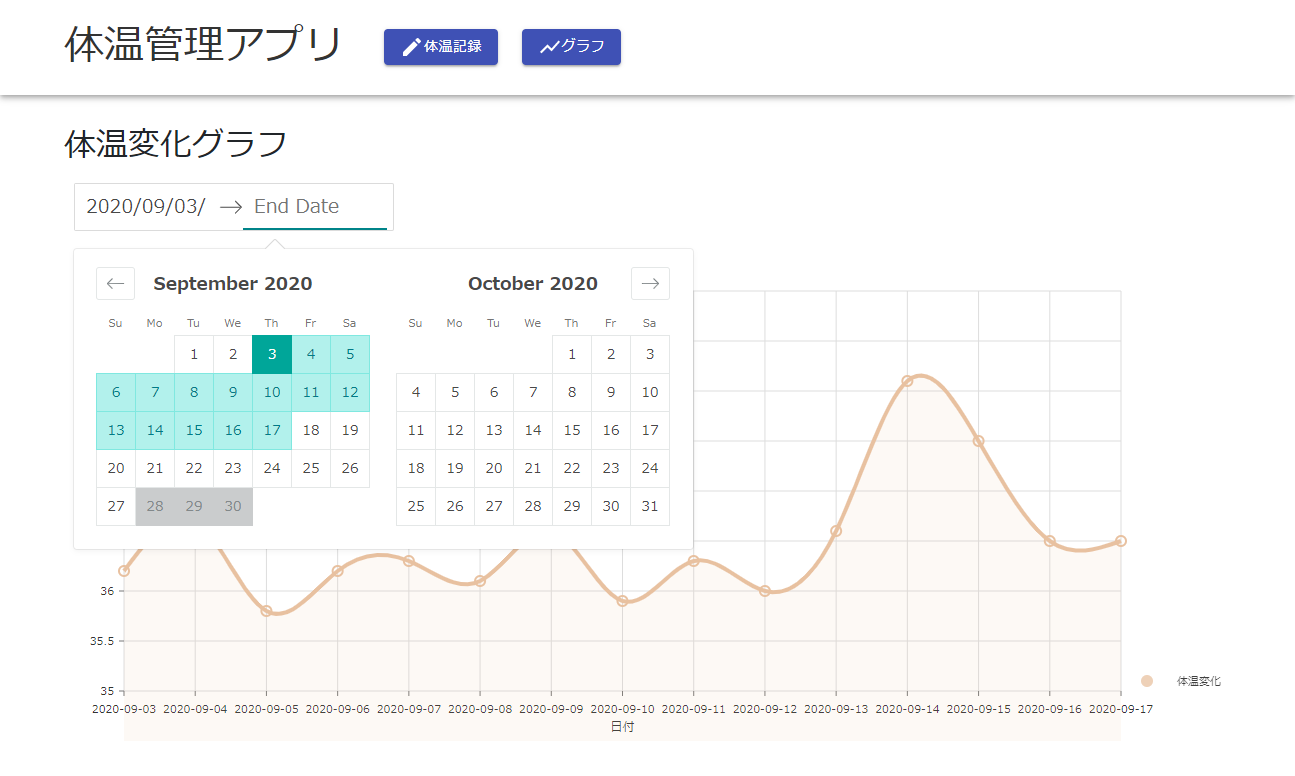 体温管理アプリ 体温記録 グラフ
体温変化グラフ
2020/09/03/ → End Date
← September 2020 October 2020 →
Su Mo Tu We Th Fr Sa Su Mo Tu We Th Fr Sa
1 2 3 4 5 1 2 3
6 7 8 9 10 11 12 4 5 6 7 8 9 10
13 14 15 16 17 18 19 11 12 13 14 15 16 17
20 21 22 23 24 25 26 18 19 20 21 22 23 24
27 28 29 30 25 26 27 28 29 30 31
36
35.5
35
体温変化
2020-09-03 2020-09-04 2020-09-05 2020-09-06 2020-09-07 2020-09-08 2020-09-09 2020-09-10 2020-09-11 2020-09-12 2020-09-13 2020-09-14 2020-09-15 2020-09-16 2020-09-17
日付